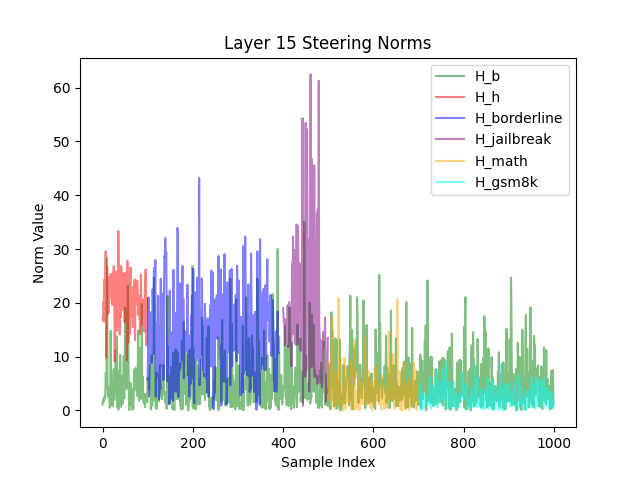 Layer 15 Steering Norms
H_b
H_h
H_borderline
H_jailbreak
H_math
H_gsm8k
Norm Value
60
50
40
30
20
10
0
0 200 400 600 800 1000
Sample Index